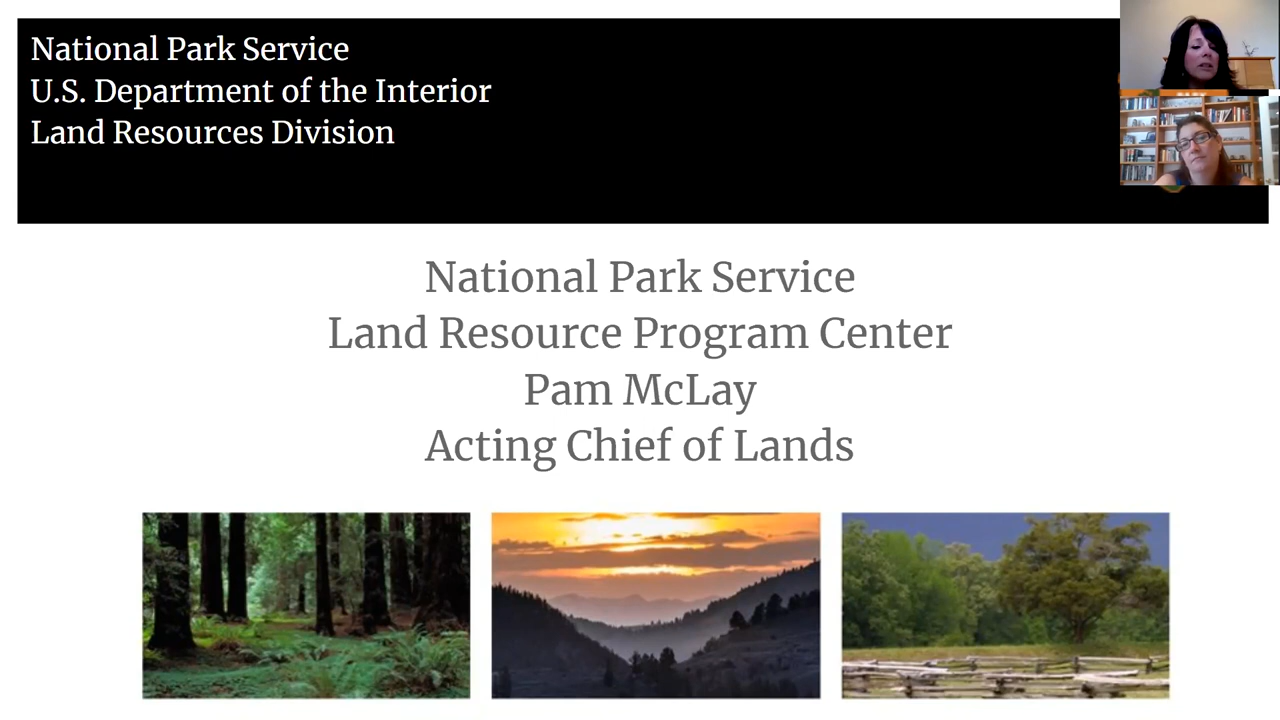 National Park Service
U.S. Department of the Interior
Land Resources Division
National Park Service
Land Resource Program Center
Pam McLay
Acting Chief of Lands